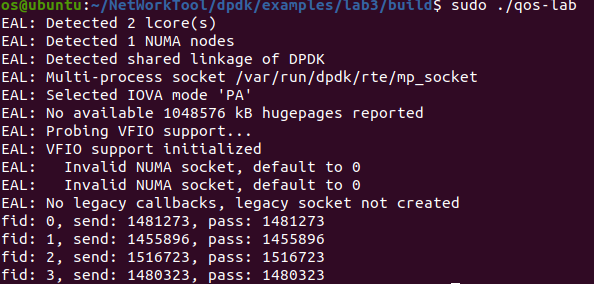 os@ubuntu:~/NetWorkTool/dpdk/examples/lab3/build$ sudo ./qos-lab
EAL: Detected 2 lcore(s)
EAL: Detected 1 NUMA nodes
EAL: Detected shared linkage of DPDK
EAL: Multi-process socket /var/run/dpdk/rte/mp_socket
EAL: Selected IOVA mode 'PA'
EAL: No available 1048576 kB hugepages reported
EAL: Probing VFIO support...
EAL: VFIO support initialized
EAL:   Invalid NUMA socket, default to 0
EAL:   Invalid NUMA socket, default to 0
EAL: No legacy callbacks, legacy socket not created
fid: 0, send: 1481273, pass: 1481273
fid: 1, send: 1455896, pass: 1455896
fid: 2, send: 1516723, pass: 1516723
fid: 3, send: 1480323, pass: 1480323